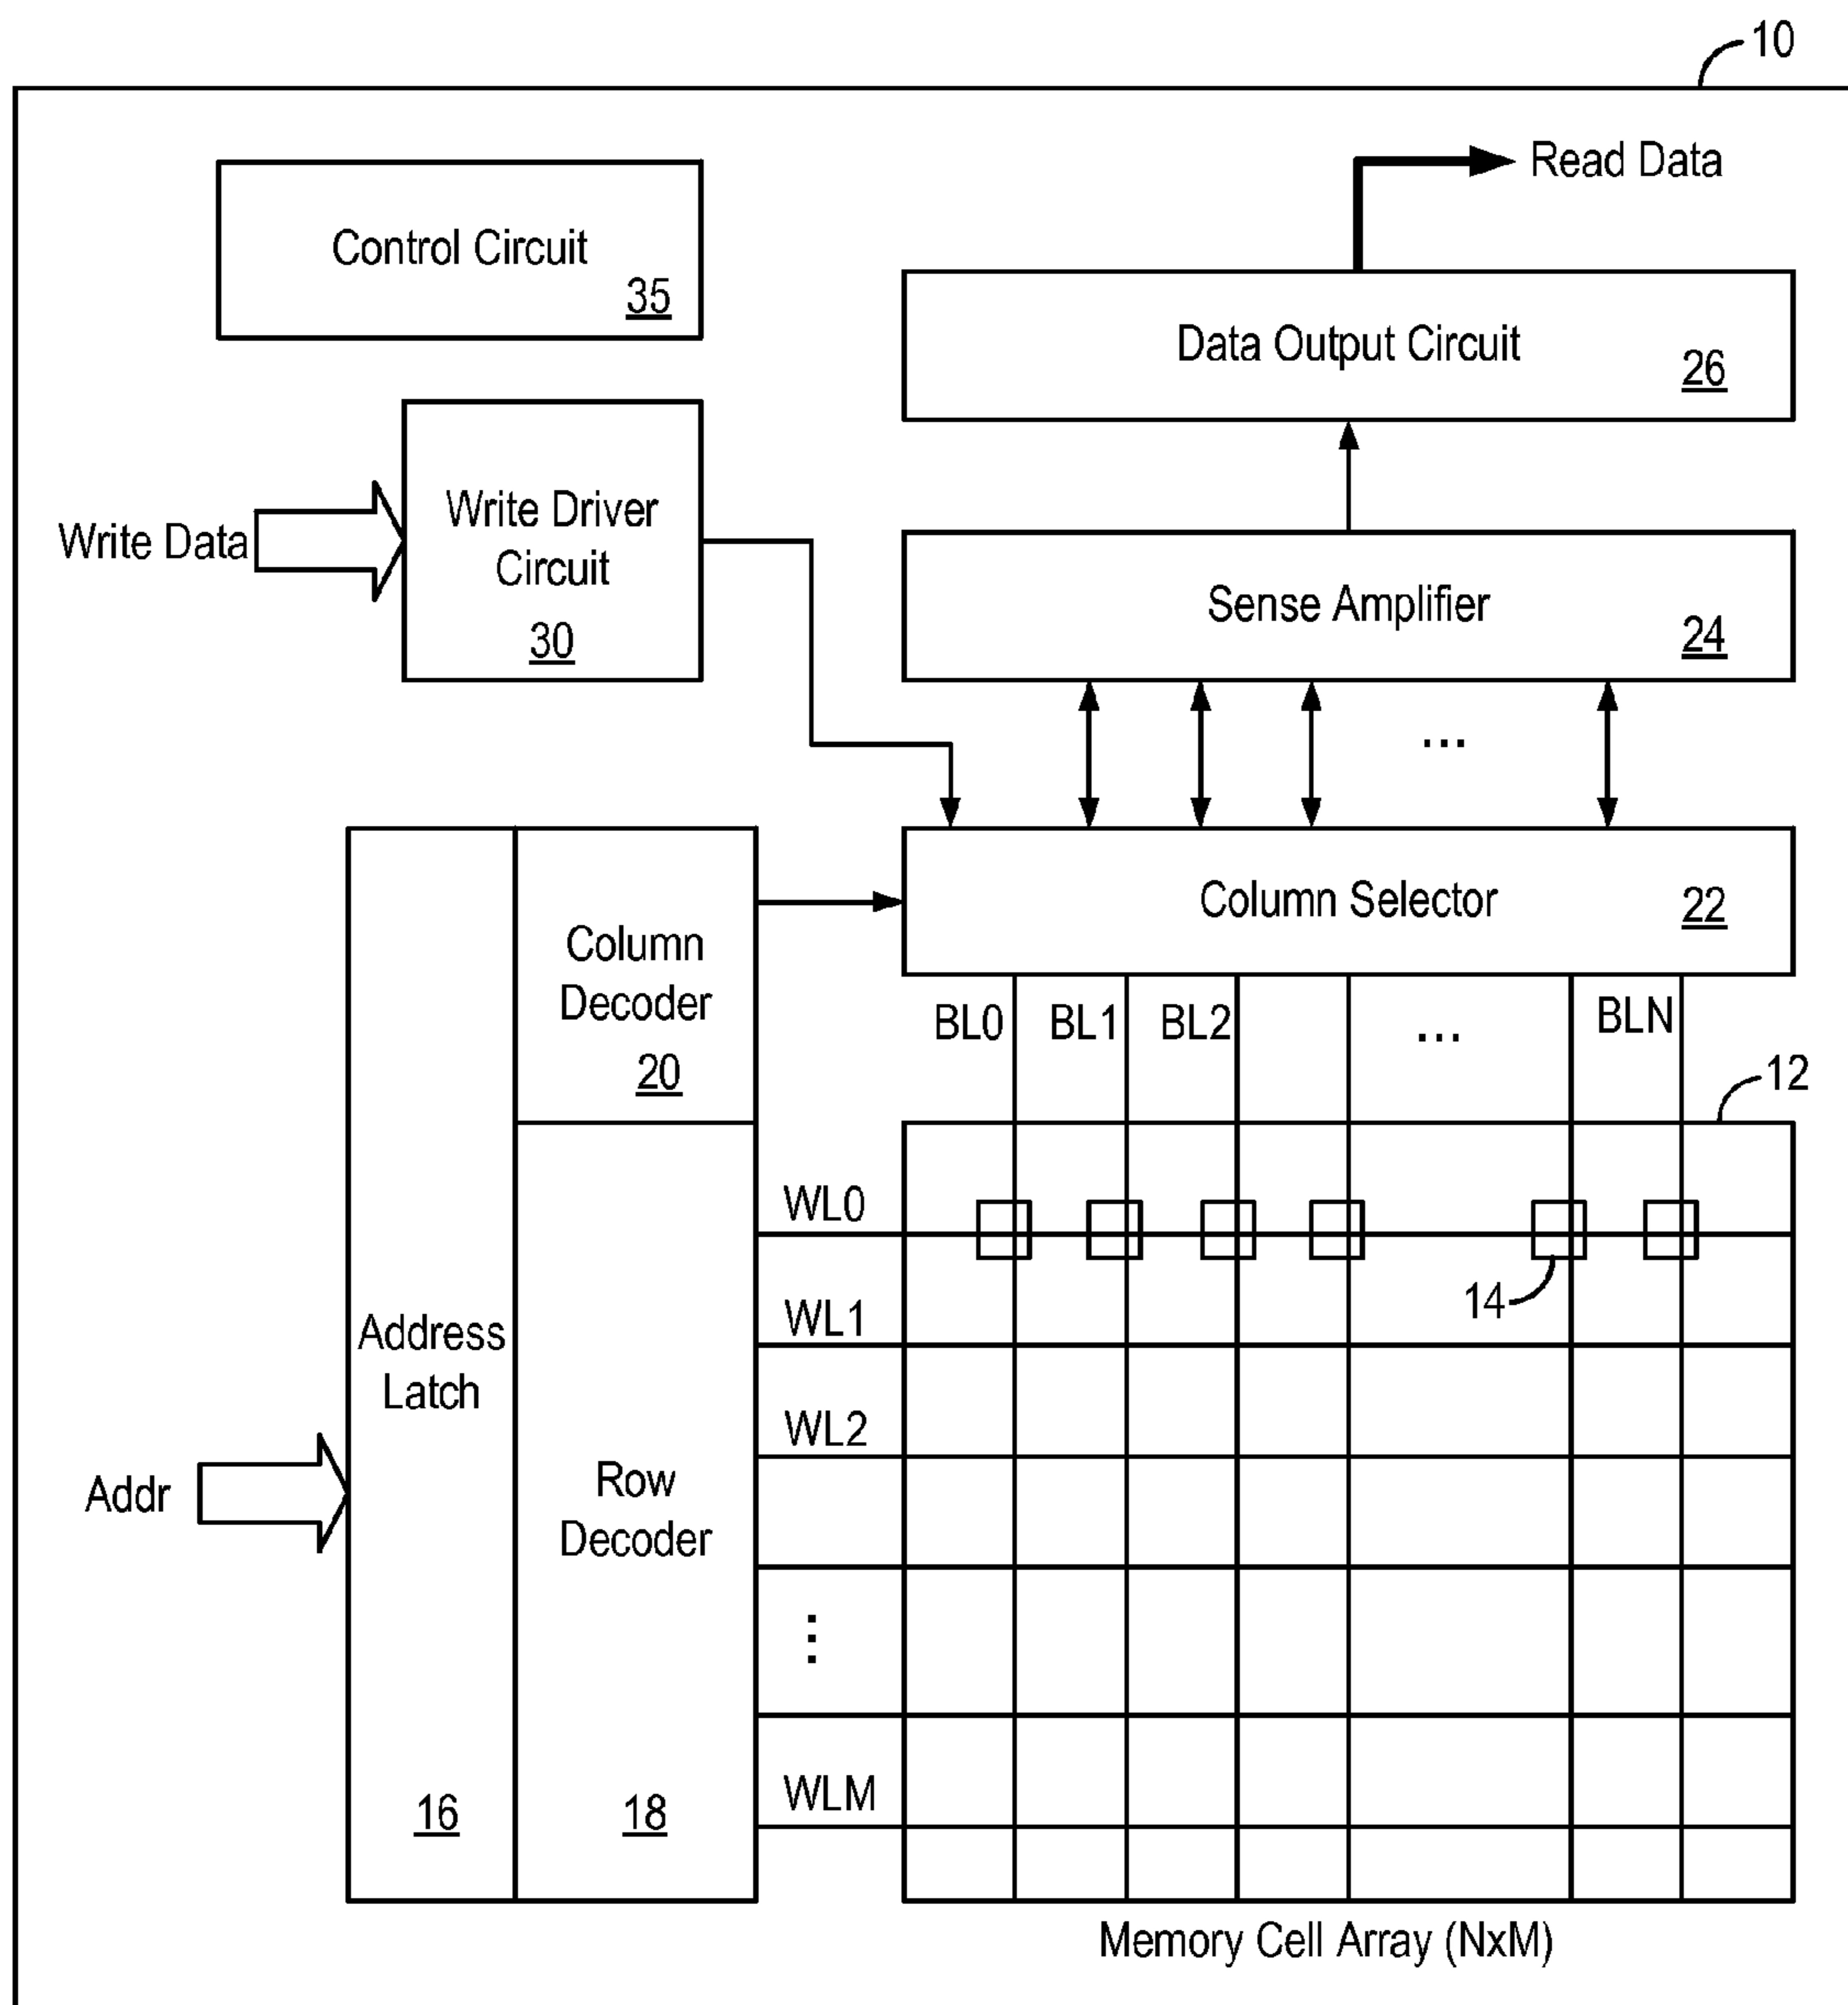 10
Read Data
Control Circuit
35
Data Output Circuit
26
Write Data
Write Driver
Circuit
30
Sense Amplifier
24
...
Column
Decoder
20
Column Selector
22
BL0 BL1 BL2 ... BLN
12
Address
Latch
16
Addr
Row
Decoder
18
WL0
14
WL1
WL2
...
WLM
Memory Cell Array (NxM)